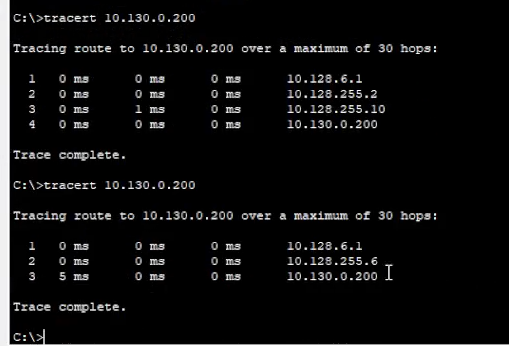 C:\>tracert 10.130.0.200
Tracing route to 10.130.0.200 over a maximum of 30 hops:
1 0 ms 0 ms 0 ms 10.128.6.1
2 0 ms 0 ms 0 ms 10.128.255.2
3 0 ms 1 ms 0 ms 10.128.255.10
4 0 ms 0 ms 0 ms 10.130.0.200
Trace complete.
C:\>tracert 10.130.0.200
Tracing route to 10.130.0.200 over a maximum of 30 hops:
1 0 ms 0 ms 0 ms 10.128.6.1
2 0 ms 0 ms 0 ms 10.128.255.6
3 5 ms 0 ms 0 ms 10.130.0.200
Trace complete.
C:\>